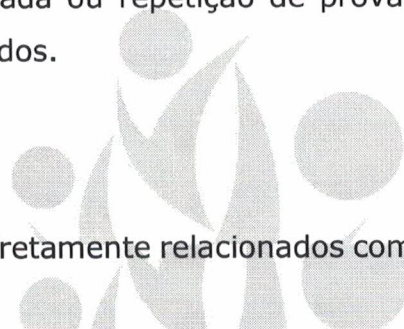 ada ou repetição de prova
dos.
retamente relacionados com